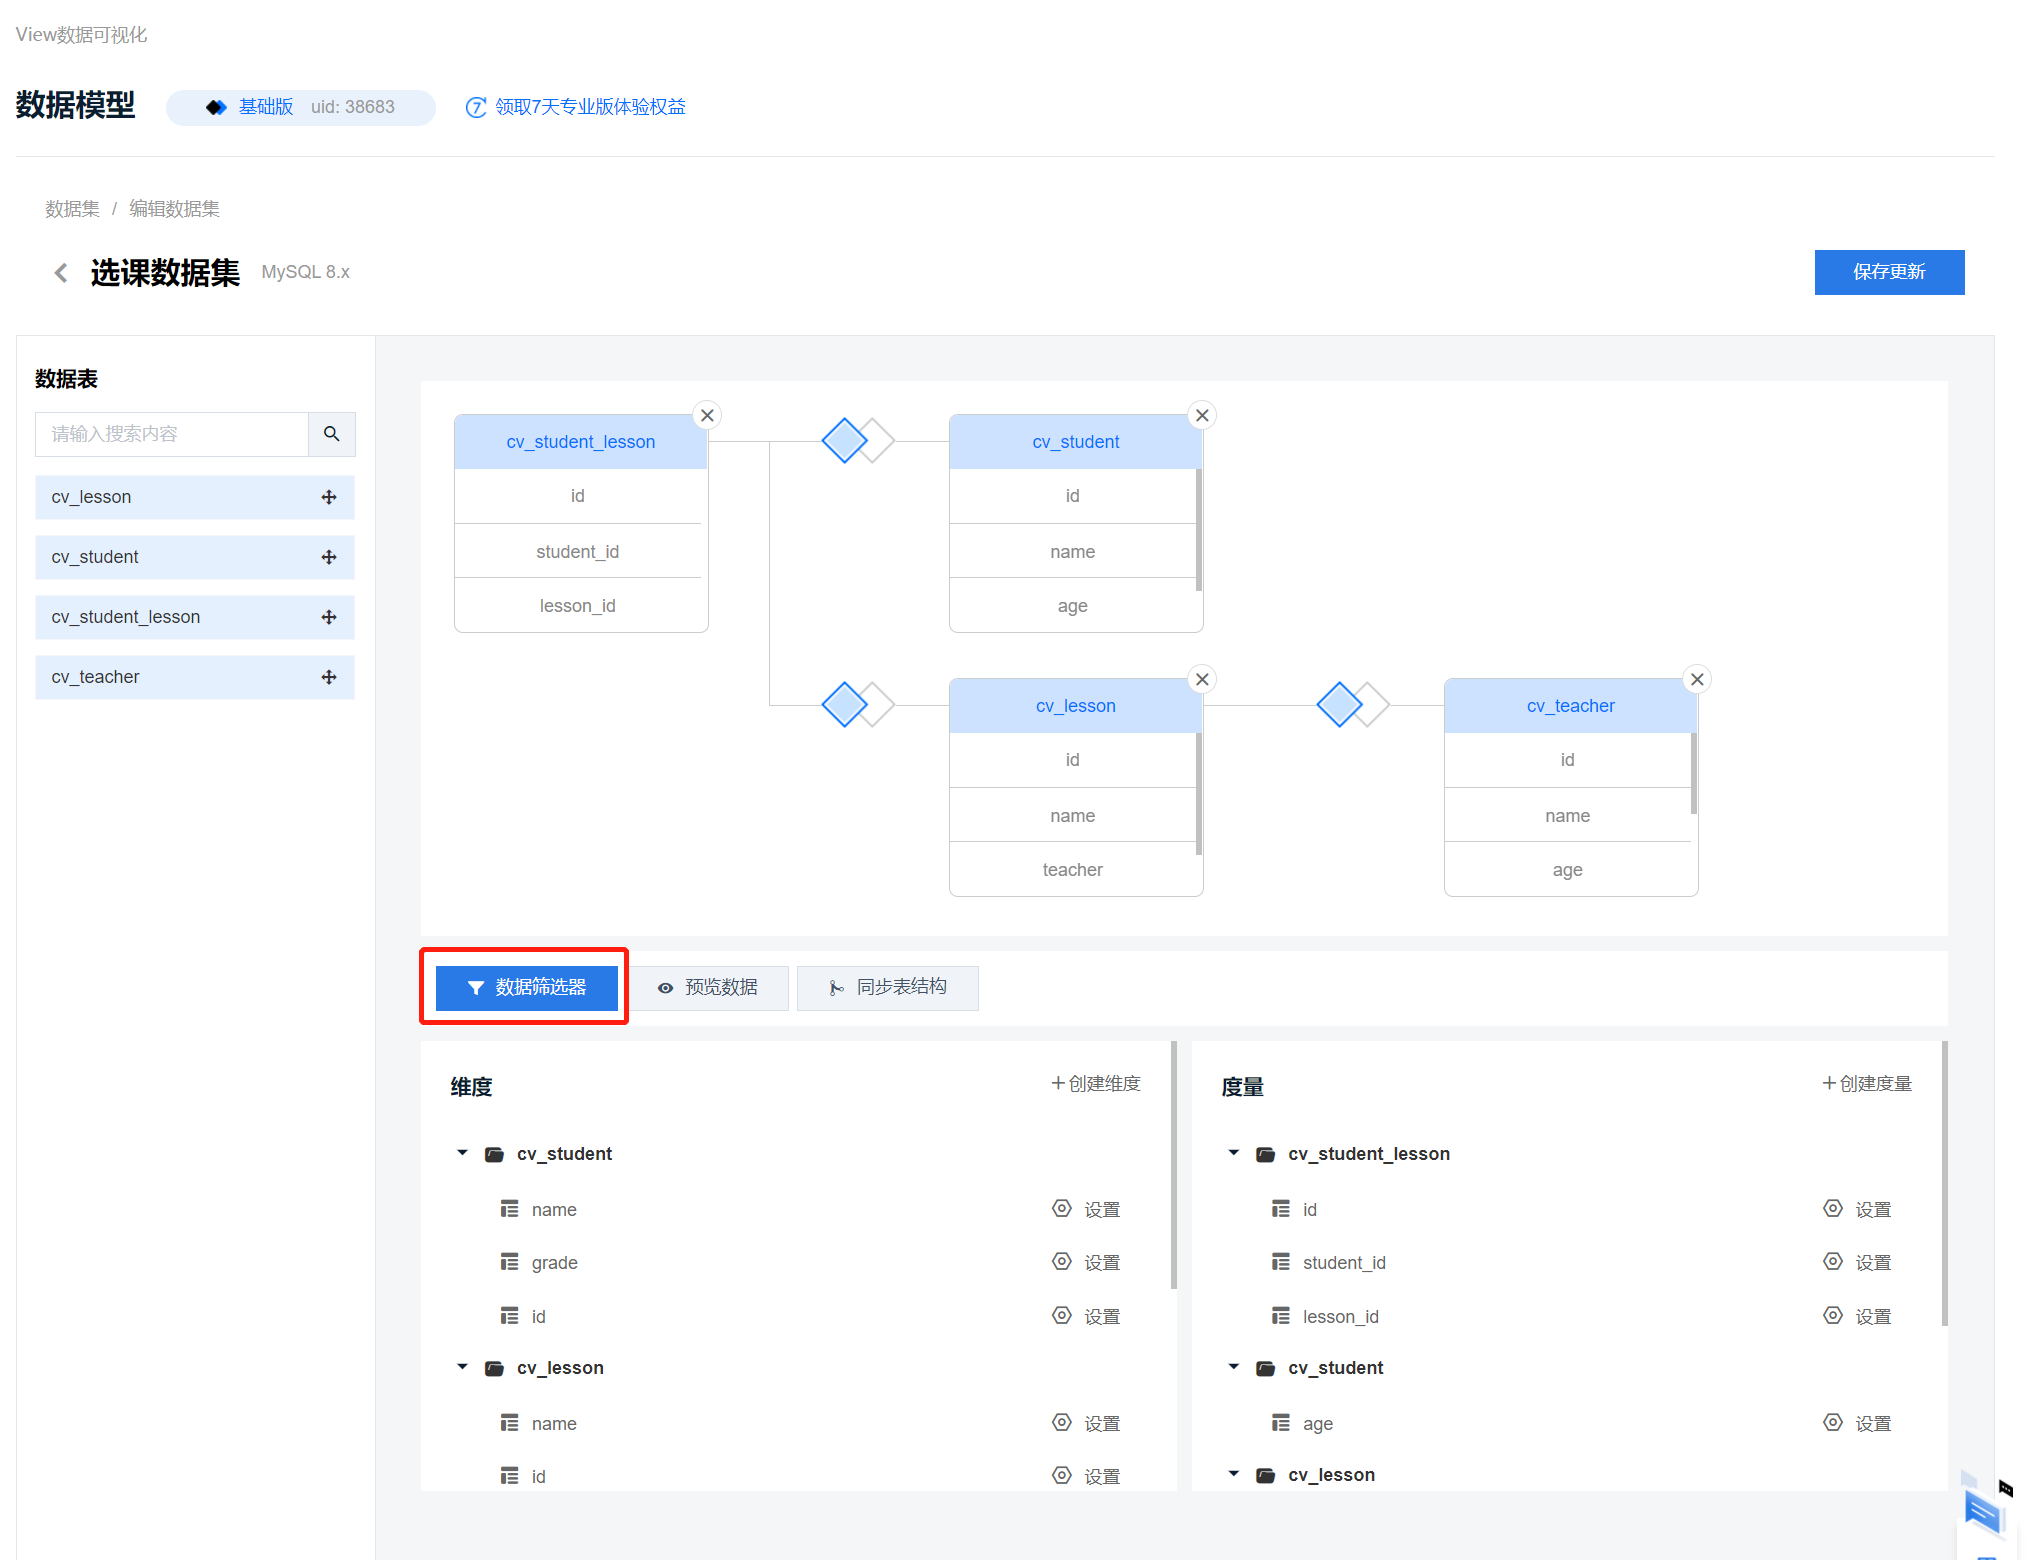 View数据可视化
数据模型
基础版 uid: 38683
领取7天专业版体验权益
数据集 / 编辑数据集
选课数据集 MySQL 8.x
保存更新
数据表
请输入搜索内容
cv_lesson
cv_student
cv_student_lesson
cv_teacher
cv_student_lesson
id
student_id
lesson_id
cv_student
id
name
age
cv_lesson
id
name
teacher
cv_teacher
id
name
age
数据筛选器
预览数据
同步表结构
维度
+创建维度
cv_student
name 设置
grade 设置
id 设置
cv_lesson
name 设置
id 设置
度量
+创建度量
cv_student_lesson
id 设置
student_id 设置
lesson_id 设置
cv_student
age 设置
cv_lesson